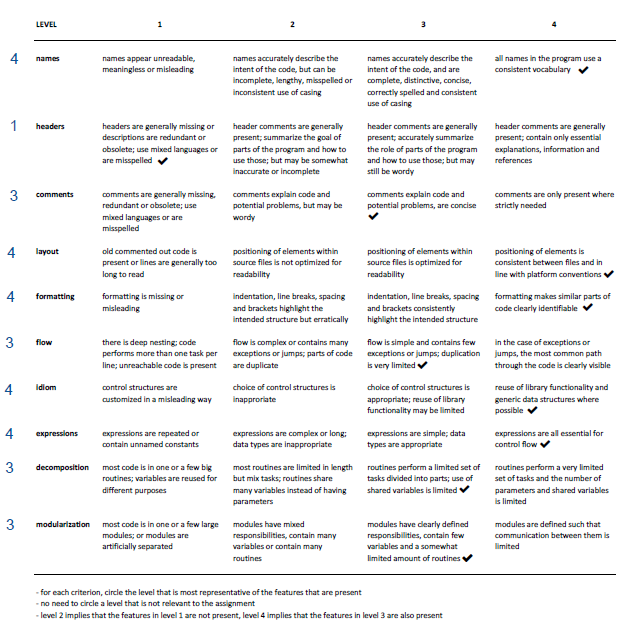 LEVEL 1 2 3 4
4 names names appear unreadable, names accurately describe the names accurately describe the all names in the program use a
meaningless or misleading intent of the code, but can be intent of the code, and are consistent vocabulary ✔
incomplete, lengthy, misspelled or complete, distinctive, concise,
inconsistent use of casing correctly spelled and consistent
use of casing
1 headers headers are generally missing or header comments are generally header comments are generally header comments are generally
descriptions are redundant or present; summarize the goal of present; accurately summarize present; contain only essential
obsolete; use mixed languages or parts of the program and how to the role of parts of the program explanations, information and
are misspelled ✔ use those; but may be somewhat and how to use those; but may references
inaccurate or incomplete still be wordy
3 comments comments are generally missing, comments explain code and comments explain code and comments are only present where
redundant or obsolete; use potential problems, but may be potential problems, are concise strictly needed
mixed languages or are wordy ✔
misspelled
4 layout old commented out code is positioning of elements within positioning of elements within positioning of elements is
present or lines are generally too source files is not optimized for source files is optimized for consistent between files and in
long to read readability readability line with platform conventions ✔
4 formatting formatting is missing or indentation, line breaks, spacing indentation, line breaks, spacing formatting makes similar parts of
misleading and brackets highlight the and brackets consistently code clearly identifiable ✔
intended structure but erratically highlight the intended structure
3 flow there is deep nesting; code flow is complex or contains many flow is simple and contains few in the case of exceptions or
performs more than one task per exceptions or jumps; parts of code exceptions or jumps; duplication jumps, the most common path
line; unreachable code is present are duplicate is very limited ✔ through the code is clearly visible
4 idiom control structures are choice of control structures is choice of control structures is reuse of library functionality and
customized in a misleading way inaproriate appropriate; reuse of library generic data structures where
functionality may be limited possible ✔
4 expressions expressions are repeated or expressions are complex or long; expressions are simple; data expressions are all essential for
contain unnamed constants data types are inappropriate types are appropriate control flow ✔
3 decomposition most code is in one or a few big most routines are limited in length routines perform a limited set of routines perform a very limited
routines; variables are reused for but mix tasks; routines share tasks divided into parts; use of set of tasks and the number of
different purposes many variables instead of having shared variables is limited ✔ parameters and shared variables
parameters is limited
3 modularization most code is in one or a few large modules have mixed modules have clearly defined modules are defined such that
modules; or modules are responsibilities, contain many responsibilities, contain few communication between them is
artificially separated variables or contain many variables and a somewhat limited
routines limited amount of routines ✔
- for each criterion, circle the level that is most representative of the features that are present
- no need to circle a level that is not relevant to the assignment
- level 2 implies that the features in level 1 are not present, level 4 implies that the features in level 3 are also present